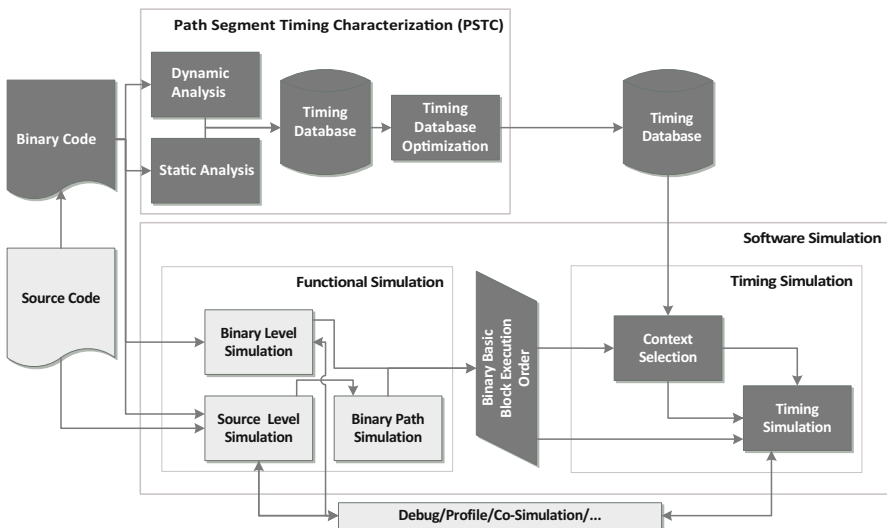 Path Segment Timing Characterization (PSTC)
Binary Code
Dynamic
Analysis
Static Analysis
Timing
Database
Timing
Database
Optimization
Timing
Database
Source Code
Software Simulation
Functional Simulation
Binary Level
Simulation
Source Level
Simulation
Binary Path
Simulation
Binary Basic
Block Execution
Order
Timing Simulation
Context
Selection
Timing
Simulation
Debug/Profile/Co-Simulation/...